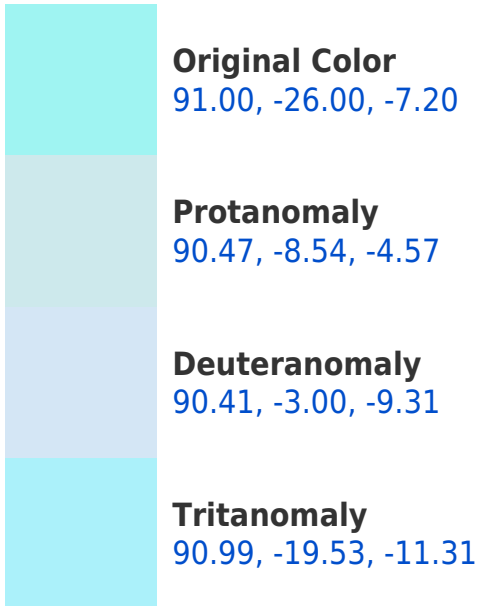 Original Color
91.00, -26.00, -7.20
Protanomaly
90.47, -8.54, -4.57
Deuteranomaly
90.41, -3.00, -9.31
Tritanomaly
90.99, -19.53, -11.31